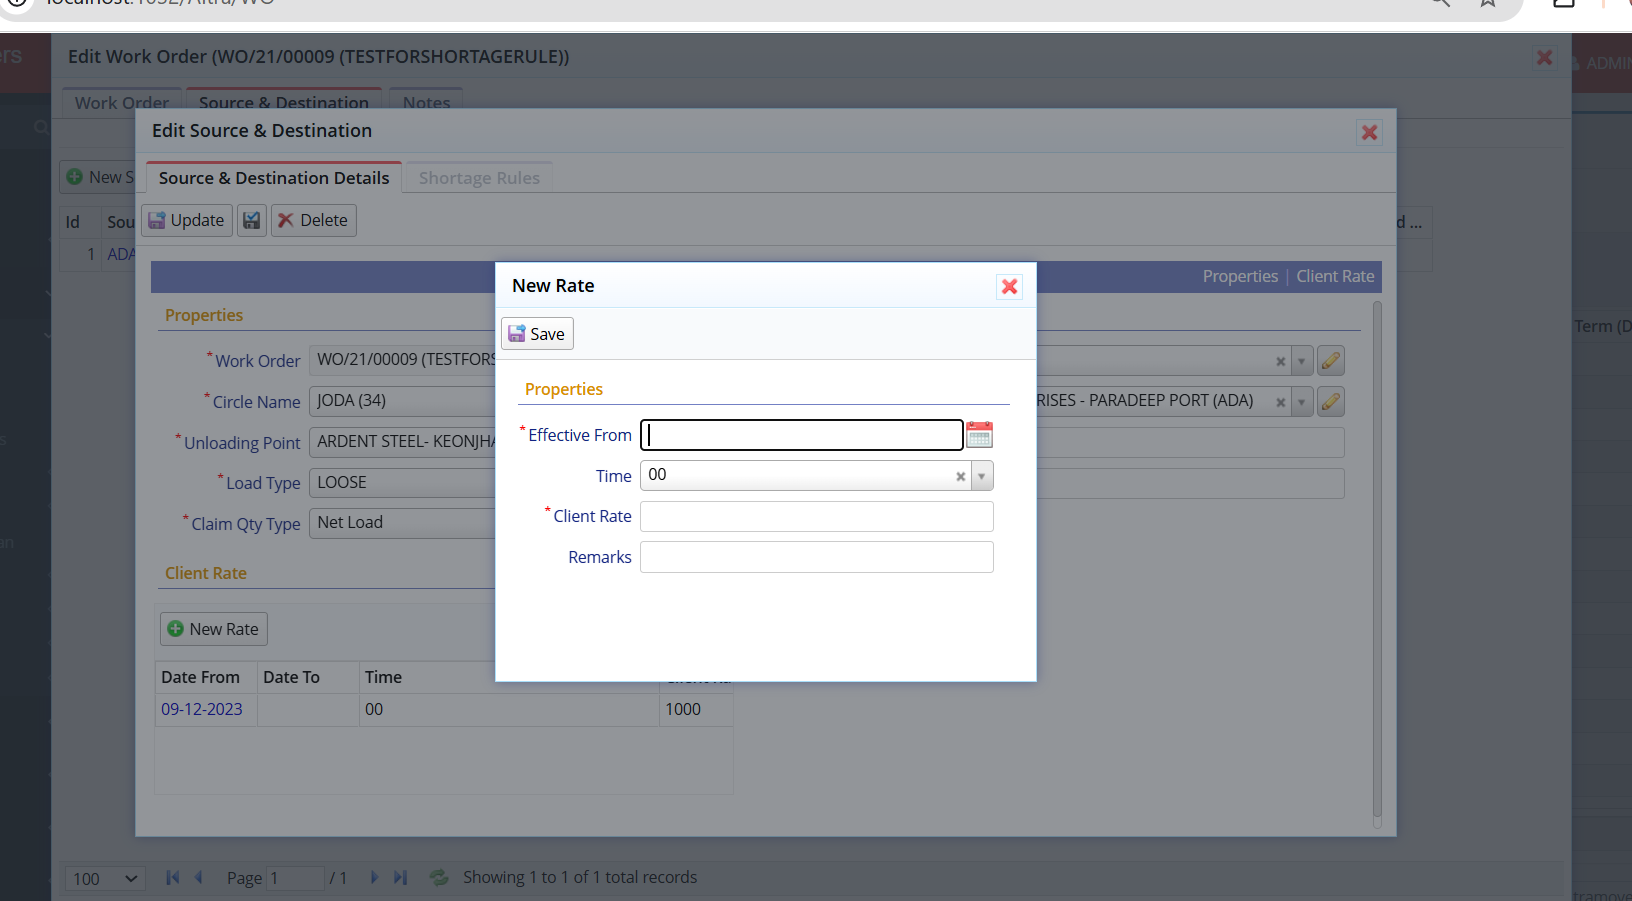 Edit Work Order (WO/21/00009 (TESTFORSHORTAGERULE))
Work Order
Source & Destination
Notes
Edit Source & Destination
Source & Destination Details
Shortage Rules
New S
Id
Sou
1
ADA
d ...
Update
Delete
Properties | Client Rate
Properties
*Work Order WO/21/00009 (TESTFORS
*Circle Name JODA (34)
RISES - PARADEEP PORT (ADA)
*Unloading Point ARDENT STEEL- KEONJHA
*Load Type LOOSE
*Claim Qty Type Net Load
Client Rate
New Rate
Date From Date To Time
09-12-2023 00 1000
New Rate
Save
Properties
*Effective From
Time 00
*Client Rate
Remarks
100
Page 1 / 1
Showing 1 to 1 of 1 total records
Term (D
ADMIN